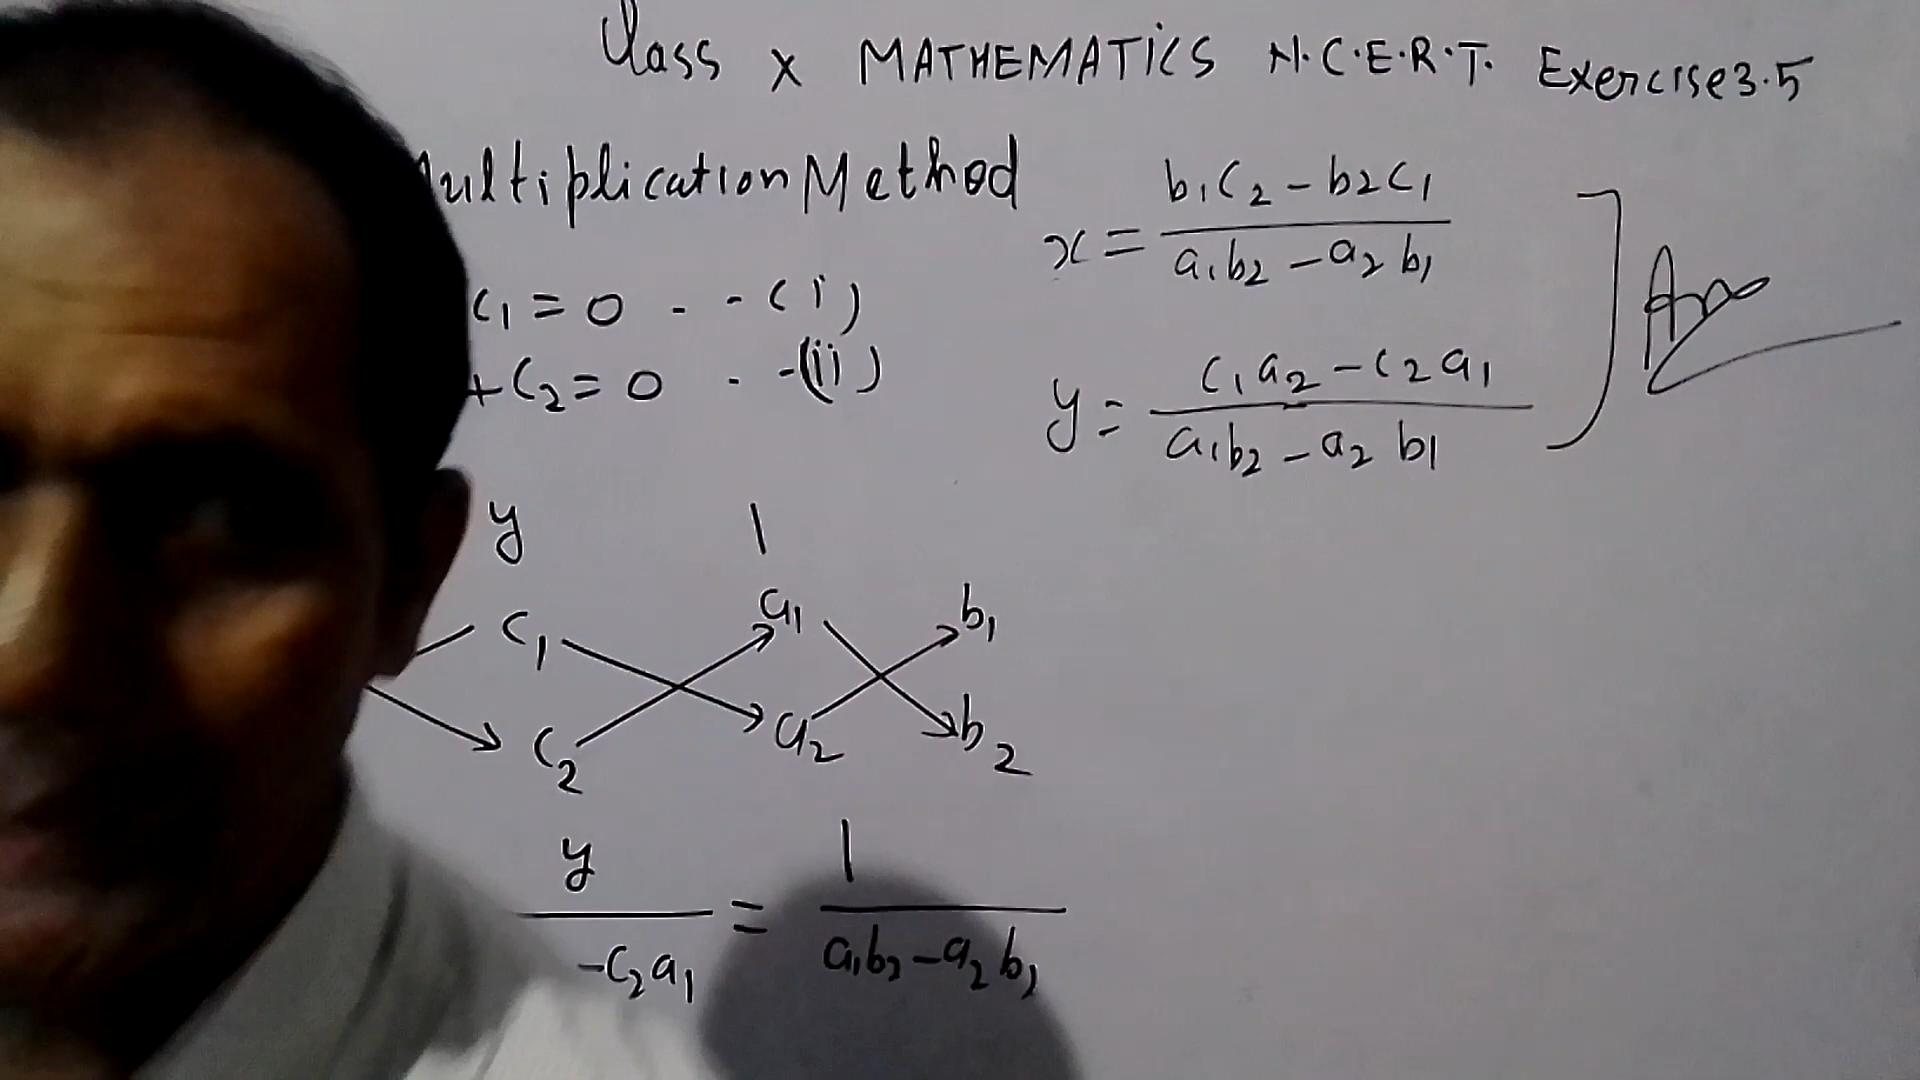 Class X MATHEMATICS N.C.E.R.T. Exercise 3.5
Multiplication Method
C1 = 0 - - (i)
+ C2 = 0 - - (ii)
x = b1c2 - b2c1 / a1b2 - a2b1
y = c1a2 - c2a1 / a1b2 - a2b1
Ans
y 1
c1 a1 b1
c2 a2 b2
y / -c2a1 = 1 / a1b2 - a2b1